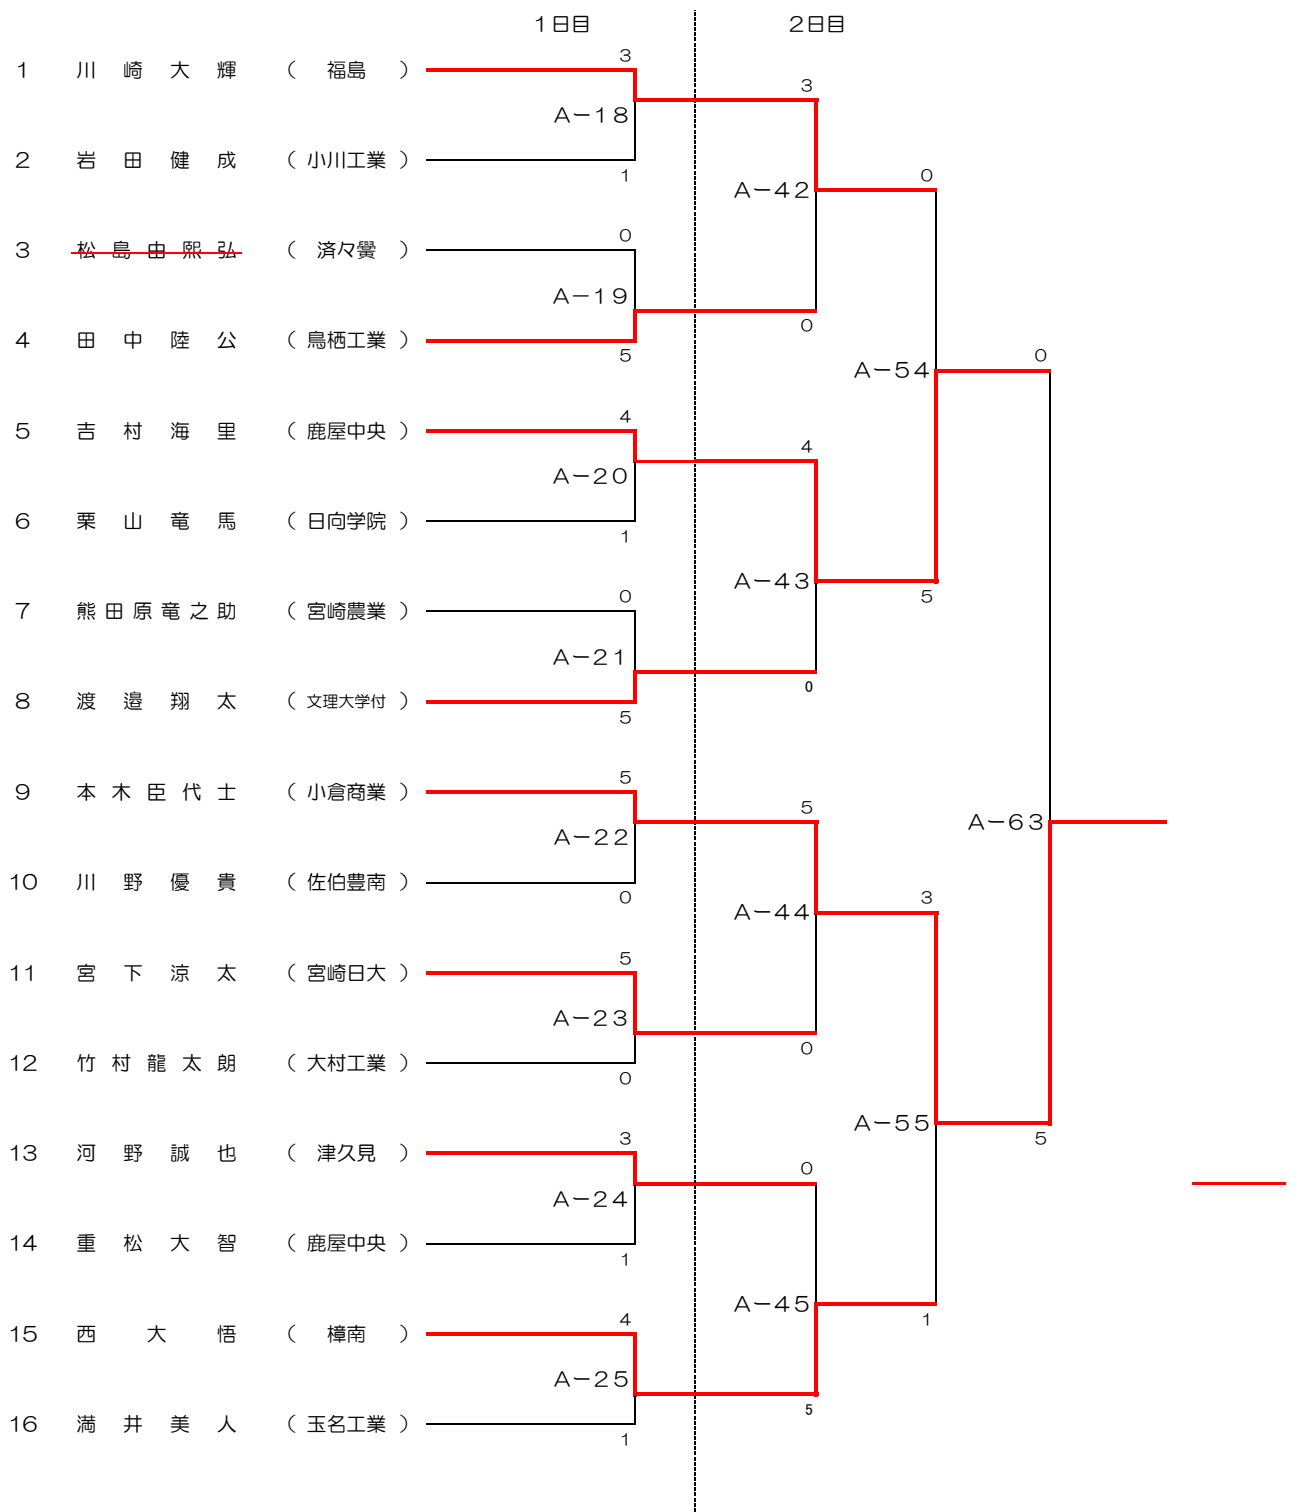 １日目 ２日目
3
1 川崎大輝 （ 福島 ）
3
A－18
2 岩田健成 （ 小川工業 ）
1
0
A－42
0
3 松島由熙弘 （ 済々黌 ）
A－19
0
4 田中陸公 （ 鳥栖工業 ）
5
0
A－54
4
5 吉村海里 （ 鹿屋中央 ）
4
A－20
6 栗山竜馬 （ 日向学院 ）
1
A－43
0
5
7 熊田原竜之助 （ 宮崎農業 ）
A－21
0
8 渡邉翔太 （ 文理大学付 ）
5
5
9 本木臣代士 （ 小倉商業 ）
5
A－63
A－22
10 川野優貴 （ 佐伯豊南 ）
0
3
A－44
5
11 宮下涼太 （ 宮崎日大 ）
A－23
0
12 竹村龍太朗 （ 大村工業 ）
0
A－55
3
5
13 河野誠也 （ 津久見 ）
0
A－24
14 重松大智 （ 鹿屋中央 ）
1
A－45
4
1
15 西大悟 （ 樟南 ）
A－25
5
16 満井美人 （ 玉名工業 ）
1